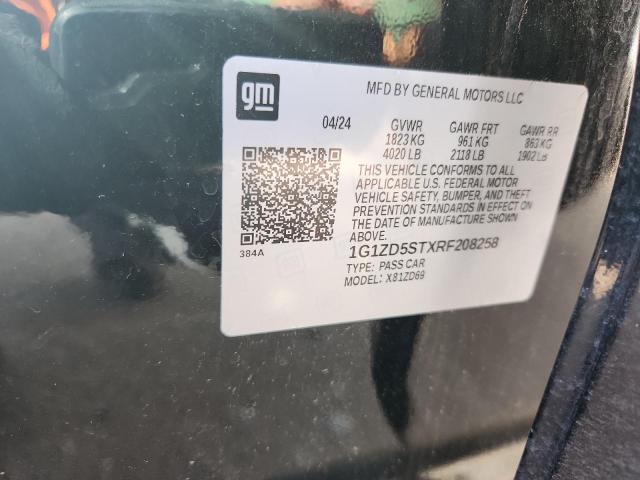 gm
MFD BY GENERAL MOTORS LLC
04/24 GVWR GAWR FRT GAWR RR
1823 KG 961 KG 863 KG
4020 LB 2118 LB 1902 LB
THIS VEHICLE CONFORMS TO ALL
APPLICABLE U.S. FEDERAL MOTOR
VEHICLE SAFETY, BUMPER, AND THEFT
PREVENTION STANDARDS IN EFFECT ON
THE DATE OF MANUFACTURE SHOWN
ABOVE.
384A
1G1ZD5STXRF208258
TYPE: PASS CAR
MODEL: X81ZD69